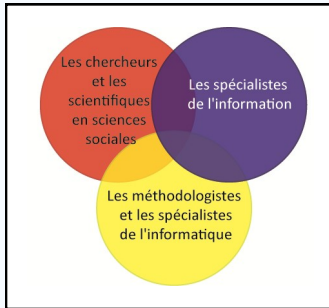 Les chercheurs
et les
scientifiques
en sciences
sociales
Les spécialistes
de l'information
Les méthodologistes
et les spécialistes
de l'informatique